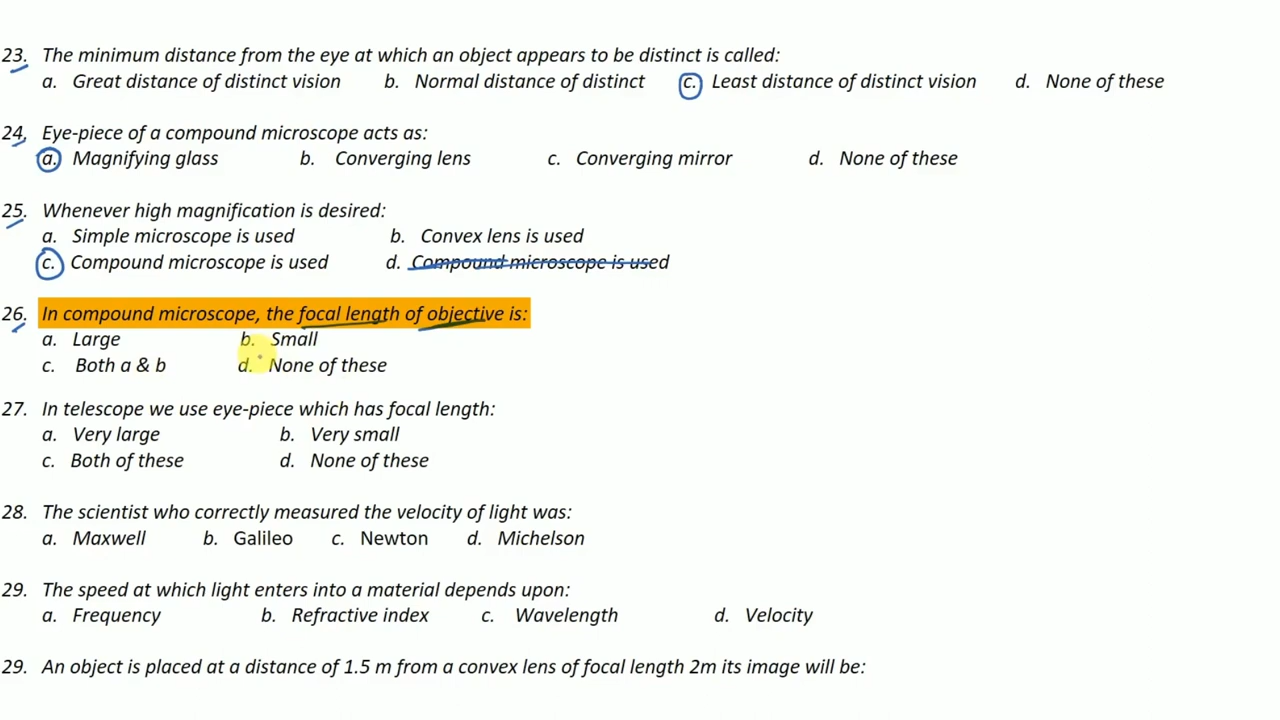 23. The minimum distance from the eye at which an object appears to be distinct is called:
a. Great distance of distinct vision b. Normal distance of distinct c. Least distance of distinct vision d. None of these
24, Eye-piece of a compound microscope acts as:
a. Magnifying glass b. Converging lens c. Converging mirror d. None of these
25. Whenever high magnification is desired:
a. Simple microscope is used b. Convex lens is used
c. Compound microscope is used d. Compound microscope is used
26. In compound microscope, the focal length of objective is:
a. Large b. Small
c. Both a & b d. None of these
27. In telescope we use eye-piece which has focal length:
a. Very large b. Very small
c. Both of these d. None of these
28. The scientist who correctly measured the velocity of light was:
a. Maxwell b. Galileo c. Newton d. Michelson
29. The speed at which light enters into a material depends upon:
a. Frequency b. Refractive index c. Wavelength d. Velocity
29. An object is placed at a distance of 1.5 m from a convex lens of focal length 2m its image will be: